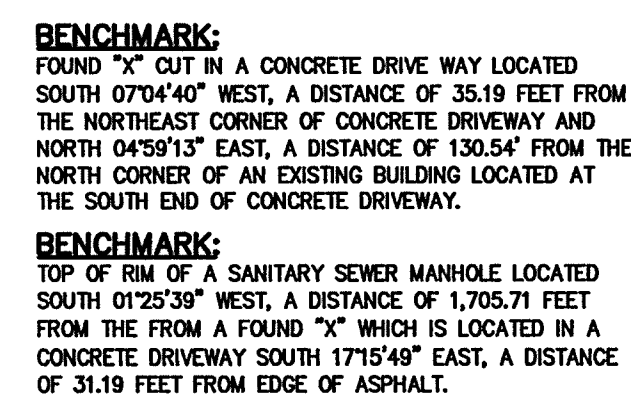 BENCHMARK:
FOUND "X" CUT IN A CONCRETE DRIVE WAY LOCATED
SOUTH 07°04'40" WEST, A DISTANCE OF 35.19 FEET FROM
THE NORTHEAST CORNER OF CONCRETE DRIVEWAY AND
NORTH 04°59'13" EAST, A DISTANCE OF 130.54' FROM THE
NORTH CORNER OF AN EXISTING BUILDING LOCATED AT
THE SOUTH END OF CONCRETE DRIVEWAY.
BENCHMARK:
TOP OF RIM OF A SANITARY SEWER MANHOLE LOCATED
SOUTH 01°25'39" WEST, A DISTANCE OF 1,705.71 FEET
FROM THE FROM A FOUND "X" WHICH IS LOCATED IN A
CONCRETE DRIVEWAY SOUTH 17°15'49" EAST, A DISTANCE
OF 31.19 FEET FROM EDGE OF ASPHALT.